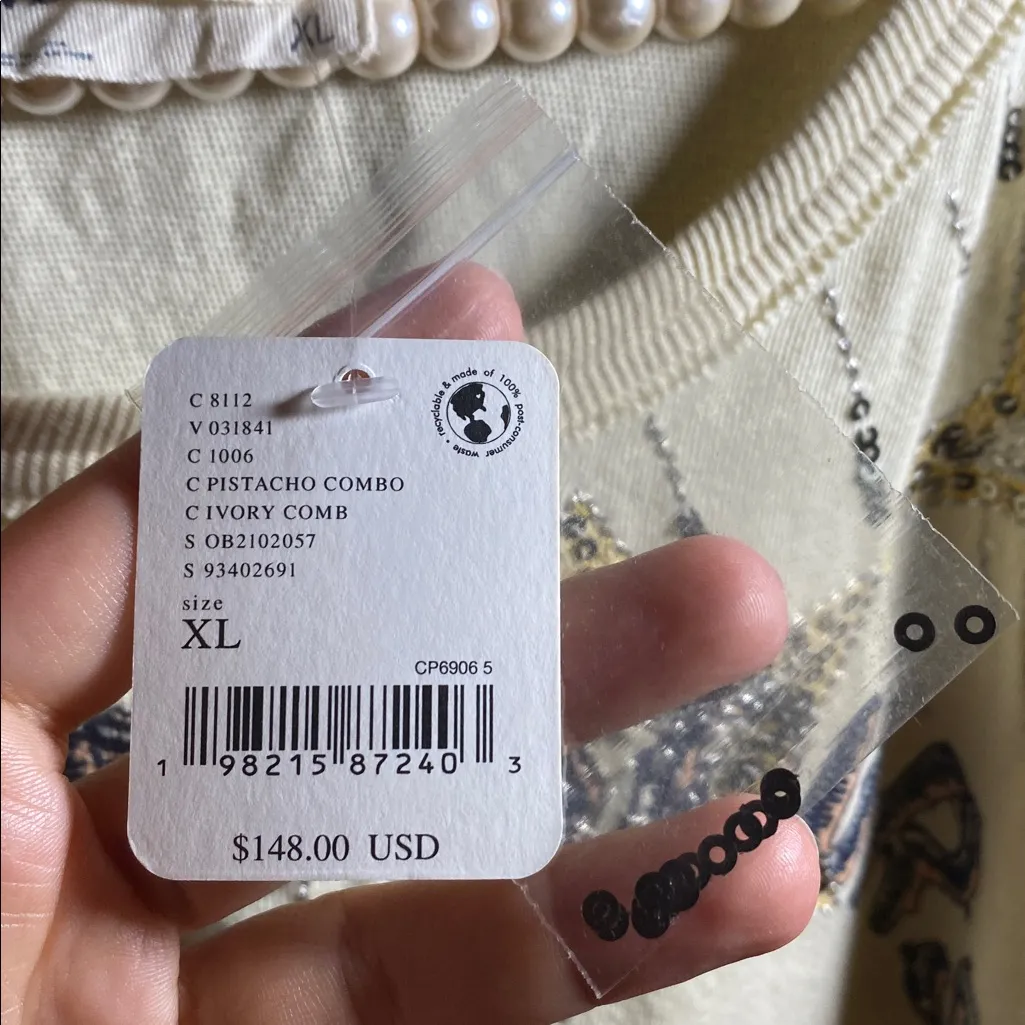 XL
C 8112
V 031841
C 1006
C PISTACHO COMBO
C IVORY COMB
S OB2102057
S 93402691
recyclable & made of 100% post-consumer waste •
size
XL
CP6906 5
1 98215 87240 3
$148.00 USD